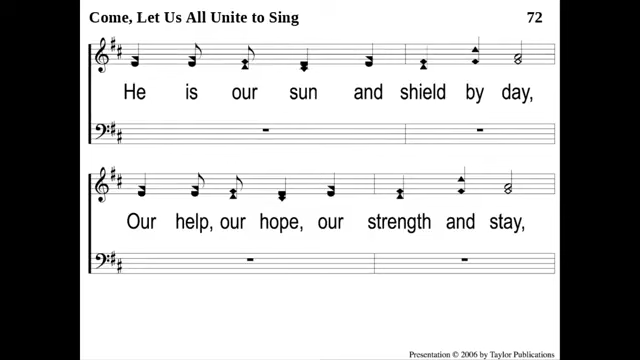 Come, Let Us All Unite to Sing 72
He is our sun and shield by day,
Our help, our hope, our strength and stay,
Presentation © 2006 by Taylor Publications